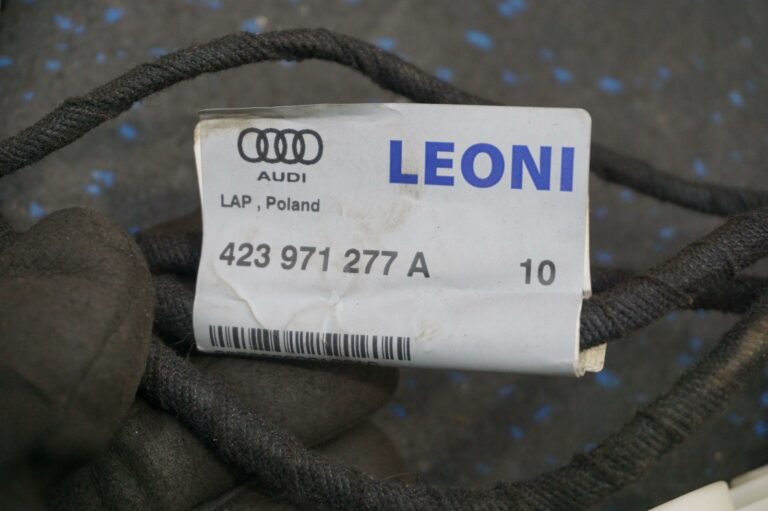 AUDI
LEONI
LAP , Poland
423 971 277 A
10